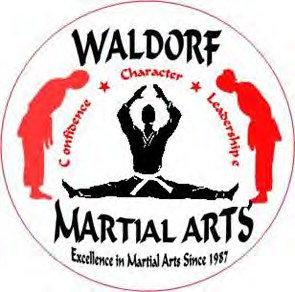 WALDORF
Confidence ★ Character ★ Leadership e
MARTIAL ARTS
Excellence in Martial Arts Since 1987